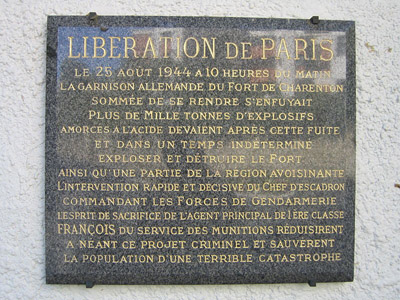 LIBERATION DE PARIS
LE 25 AOUT 1944 A 10 HEURES DU MATIN
LA GARNISON ALLEMANDE DU FORT DE CHARENTON
SOMMÉE DE SE RENDRE S'ENFUYAIT
PLUS DE MILLE TONNES D'EXPLOSIFS
AMORCÉS À L'ACIDE DEVAIENT APRÈS CETTE FUITE
ET DANS UN TEMPS INDÉTERMINÉ
EXPLOSER ET DÉTRUIRE LE FORT
AINSI QU'UNE PARTIE DE LA RÉGION AVOISINANTE
L'INTERVENTION RAPIDE ET DÉCISIVE DU CHEF D'ESCADRON
COMMANDANT LES FORCES DE GENDARMERIE
L'ESPRIT DE SACRIFICE DE L'AGENT PRINCIPAL DE 1ÈRE CLASSE
FRANÇOIS DU SERVICE DES MUNITIONS RÉDUISIRENT
A NÉANT CE PROJET CRIMINEL ET SAUVÈRENT
LA POPULATION D'UNE TERRIBLE CATASTROPHE